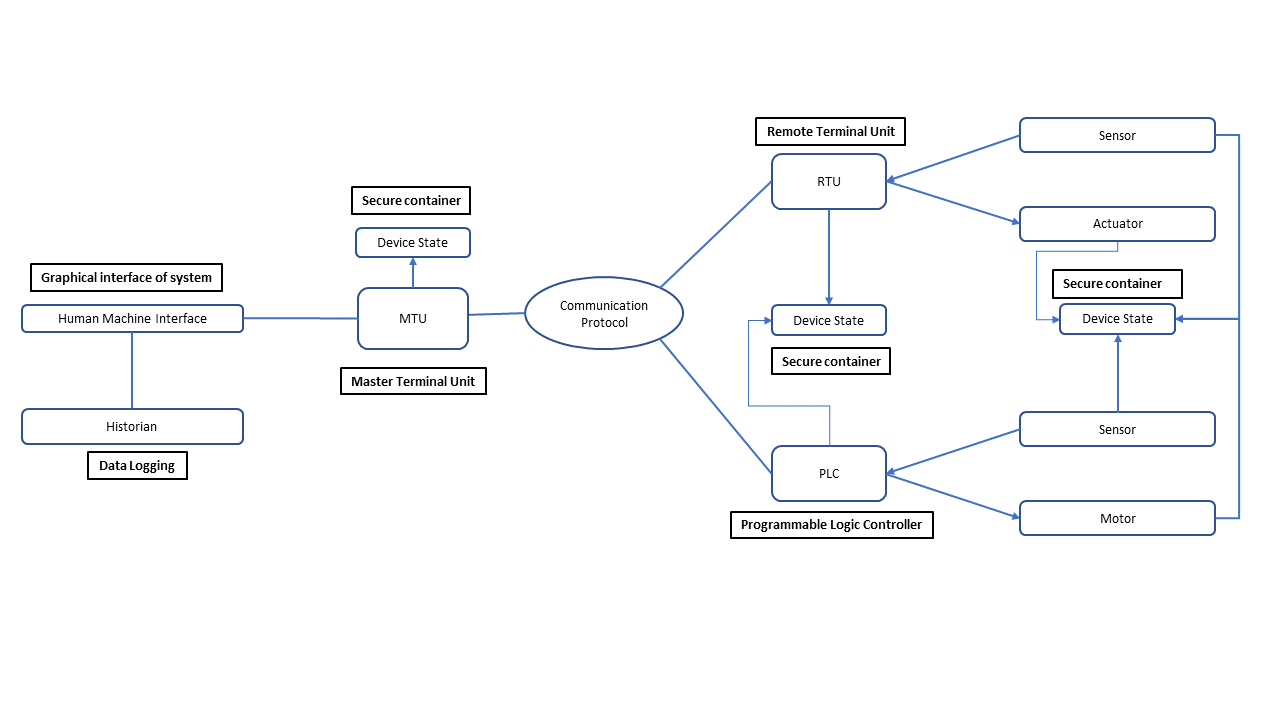 Graphical interface of system
Human Machine Interface
Historian
Data Logging
Secure container
Device State
MTU
Master Terminal Unit
Communication
Protocol
Remote Terminal Unit
RTU
Device State
Secure container
PLC
Programmable Logic Controller
Sensor
Actuator
Secure container
Device State
Sensor
Motor